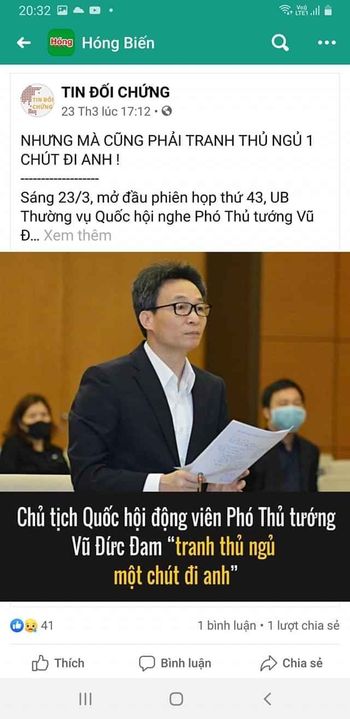 20:32
Hóng
Hóng Biến
TIN ĐỐI CHỨNG
23 Th3 lúc 17:12
NHƯNG MÀ CŨNG PHẢI TRANH THỦ NGỦ 1
CHÚT ĐI ANH !
-------------------
Sáng 23/3, mở đầu phiên họp thứ 43, UB
Thường vụ Quốc hội nghe Phó Thủ tướng Vũ
Đ... Xem thêm
Chủ tịch Quốc hội động viên Phó Thủ tướng
Vũ Đức Đam "tranh thủ ngủ
một chút đi anh"
41
1 bình luận • 1 lượt chia sẻ
Thích
Bình luận
Chia sẻ